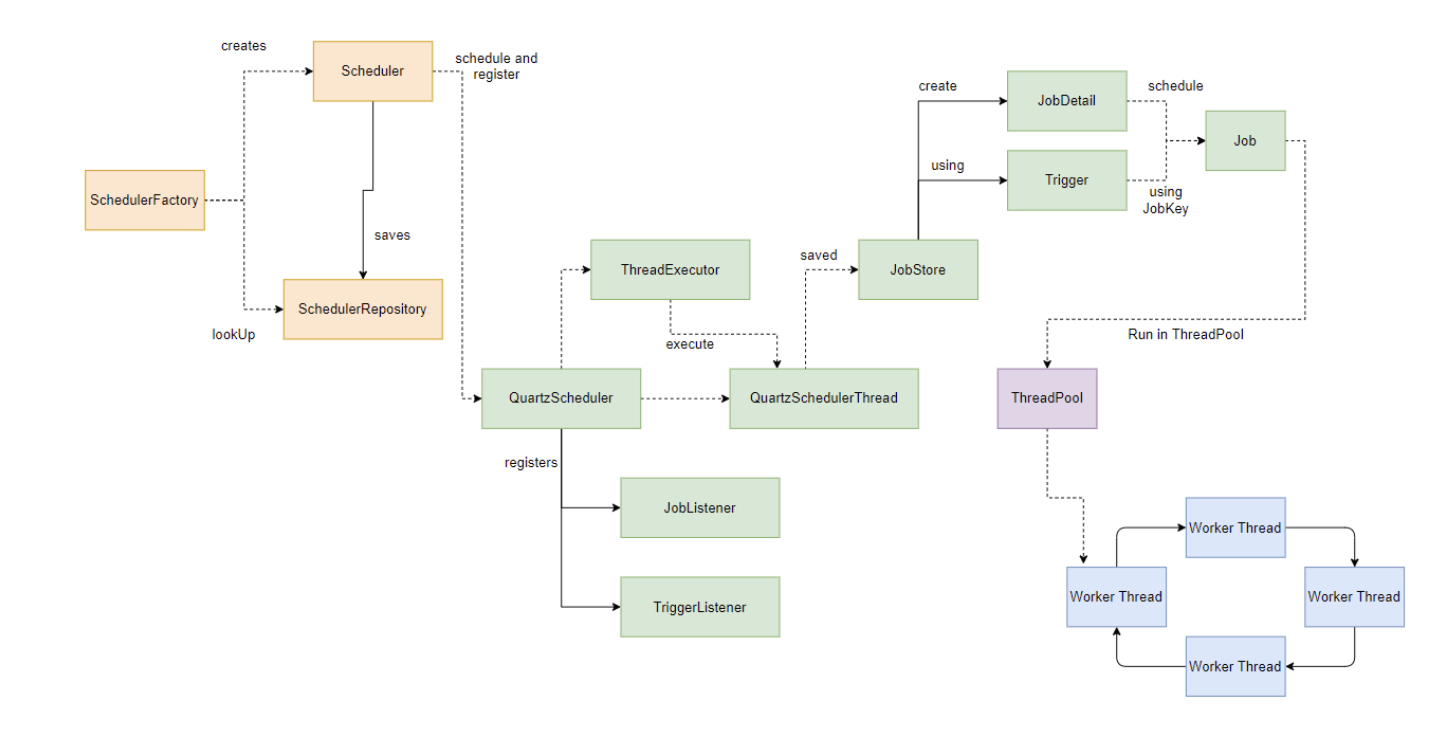 creates
Scheduler
schedule and
register
SchedulerFactory
saves
SchedulerRepository
lookUp
ThreadExecutor
execute
QuartzScheduler
QuartzSchedulerThread
registers
JobListener
TriggerListener
saved
JobStore
create
JobDetail
schedule
using
Trigger
using
JobKey
Job
Run in ThreadPool
ThreadPool
Worker Thread
Worker Thread
Worker Thread
Worker Thread